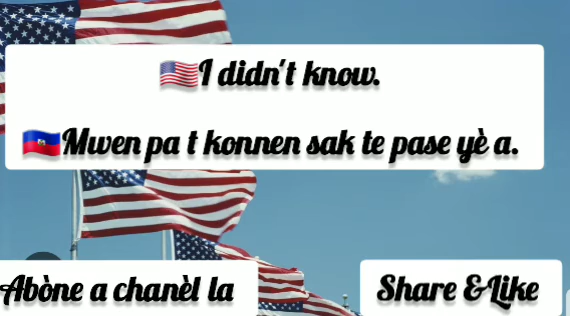 I didn't know.
Mwen pa t konnen sak te pase yè a.
Abòne a chanèl la
Share & Like